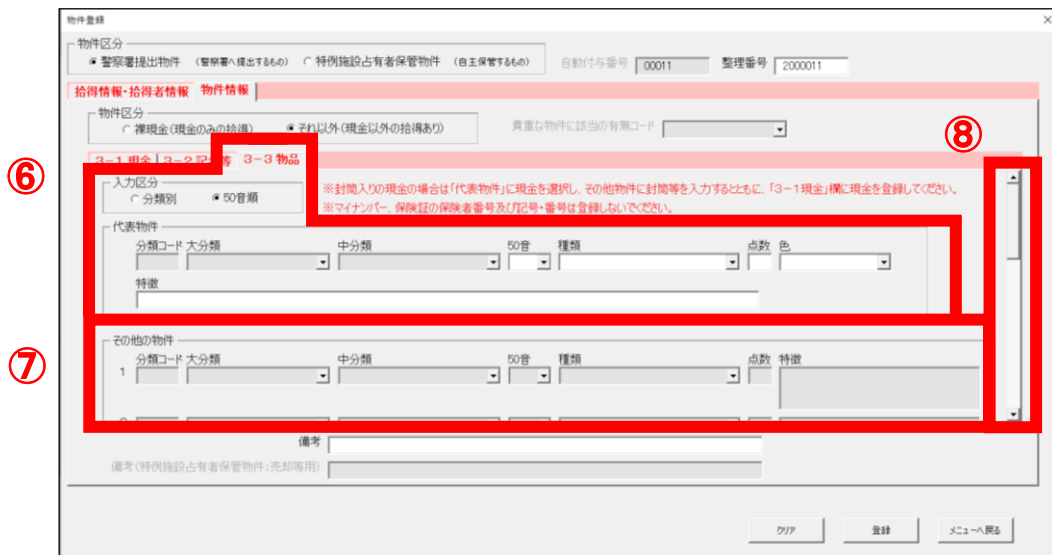 物件登録
物件区分
警察署提出物件 (警察署へ提出するもの) 特例施設占有者保管物件 (自主保管するもの) 自動付与番号 00011 整理番号 2000011
拾得情報・拾得者情報 物件情報
物件区分
裸現金(現金のみの拾得) それ以外(現金以外の拾得あり) 貴重な物件に該当の有無コード
⑧
⑥
3-1 現金 3-2 記 等 3-3 物品
入力区分
分類別 50音順
※封筒入りの現金の場合は「代表物件」に現金を選択し、その他物件に封筒等を入力するとともに、「3-1現金」欄に現金を登録してください。
※マイナンバー、保険証の保険者番号及び記号・番号は登録しないでください。
代表物件
分類コード 大分類 中分類 50音 種類 点数 色
特徴
⑦
その他の物件
分類コード 大分類 中分類 50音 種類 点数 特徴
1
備考
備考(特例施設占有者保管物件:売却等用)
クリア 登録 メニューへ戻る